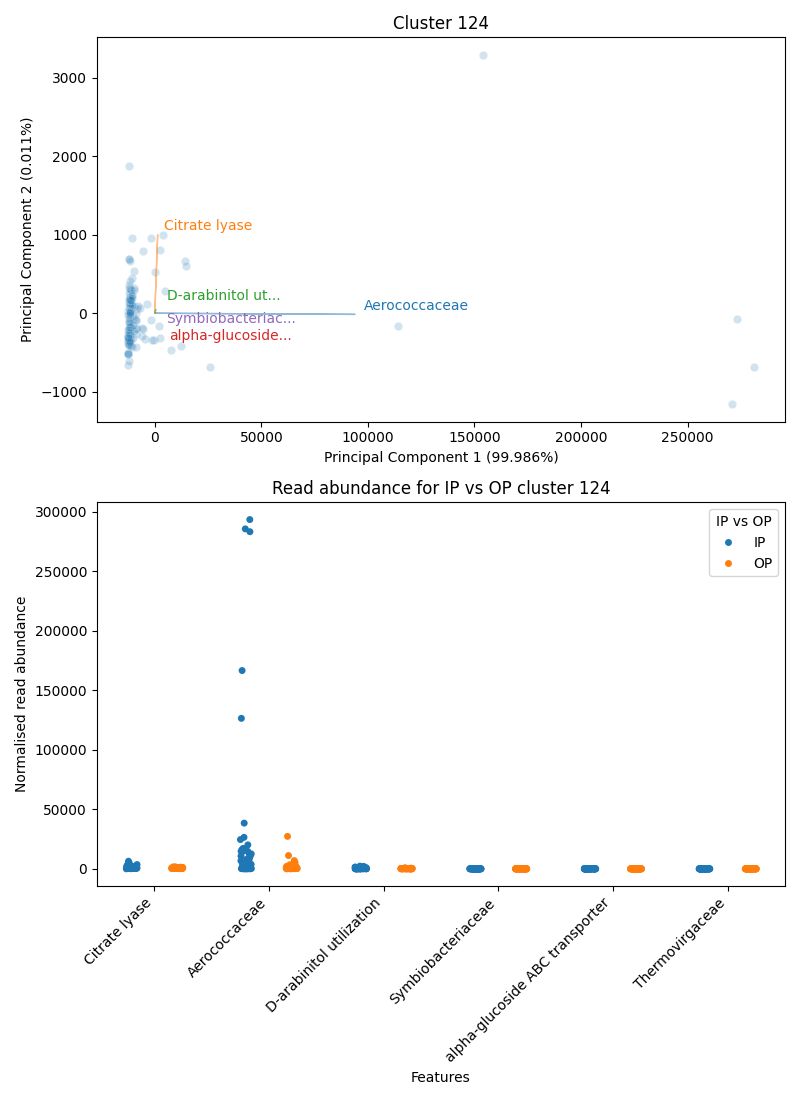 Cluster 124
3000
2000
1000
0
−1000
Principal Component 2 (0.011%)
Citrate lyase
D-arabinitol ut...
Aerococcaceae
Symbiobacteriac...
alpha-glucoside...
0
50000
100000
150000
200000
250000
Principal Component 1 (99.986%)
Read abundance for IP vs OP cluster 124
300000
250000
200000
150000
100000
50000
0
Normalised read abundance
IP vs OP
IP
OP
Citrate lyase
Aerococcaceae
D-arabinitol utilization
Symbiobacteriaceae
alpha-glucoside ABC transporter
Thermovirgaceae
Features